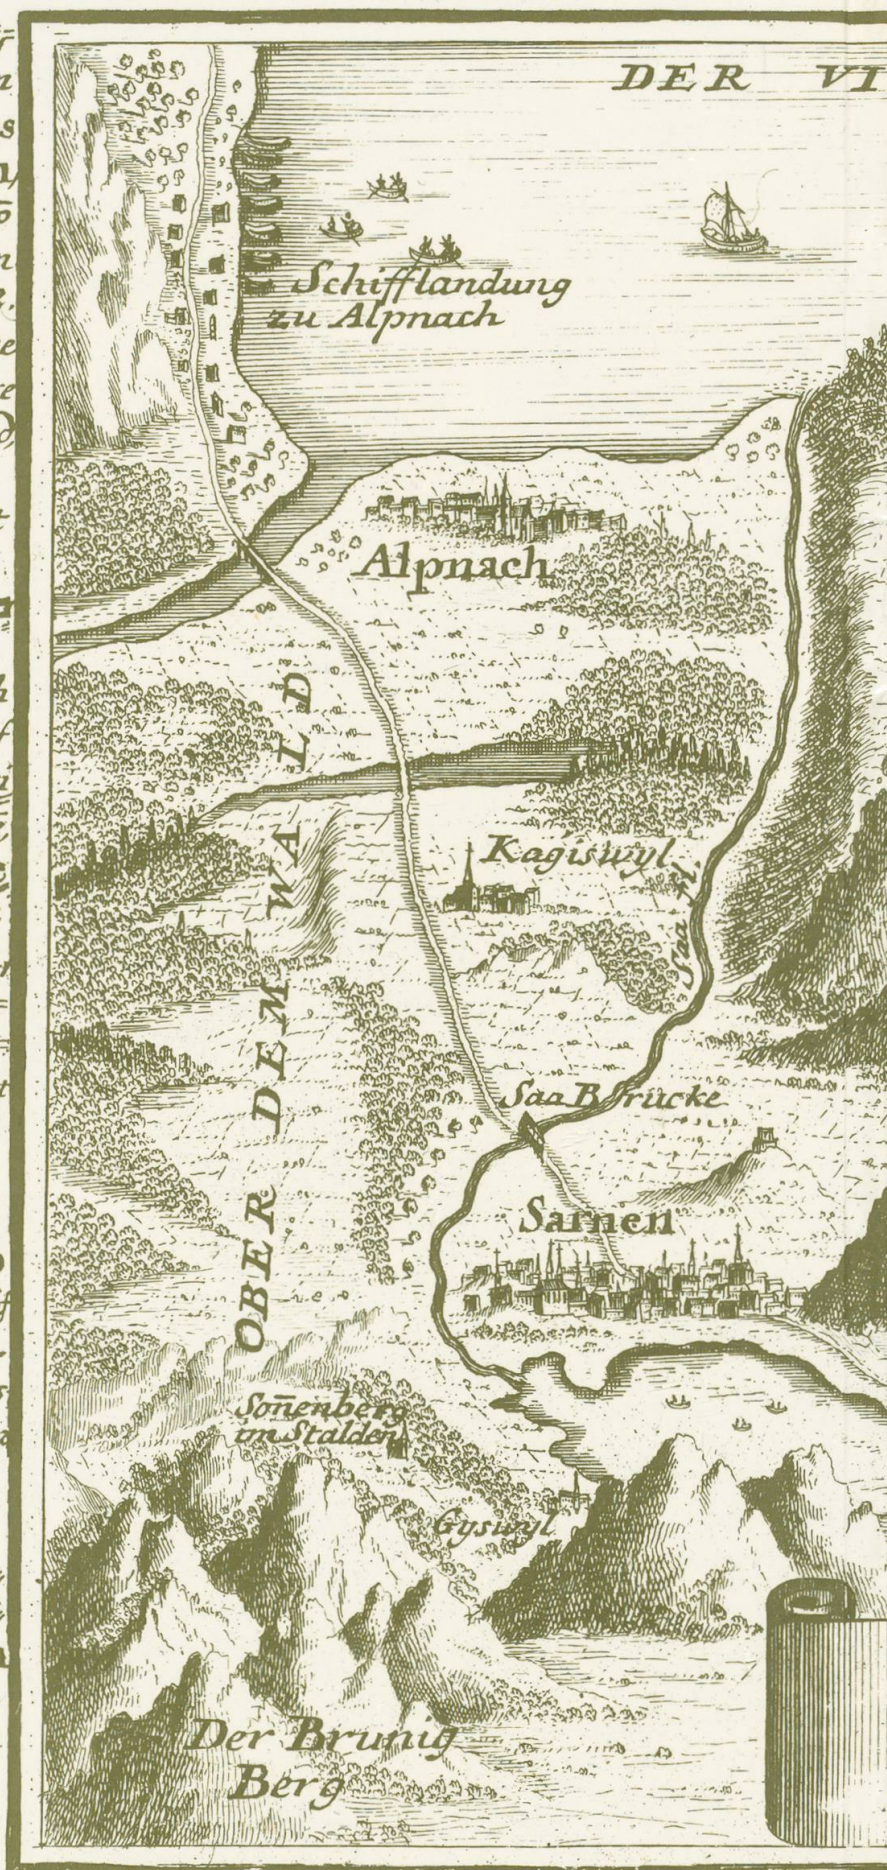 DER VI
Schifflandung
zu Alpnach
Alpnach
OBER DEM WALD
Kagiswyl
Saa fl.
Saa Brucke
Sarnen
Soñenberg
im Stalden
Gyswyl
Der Brunig
Berg